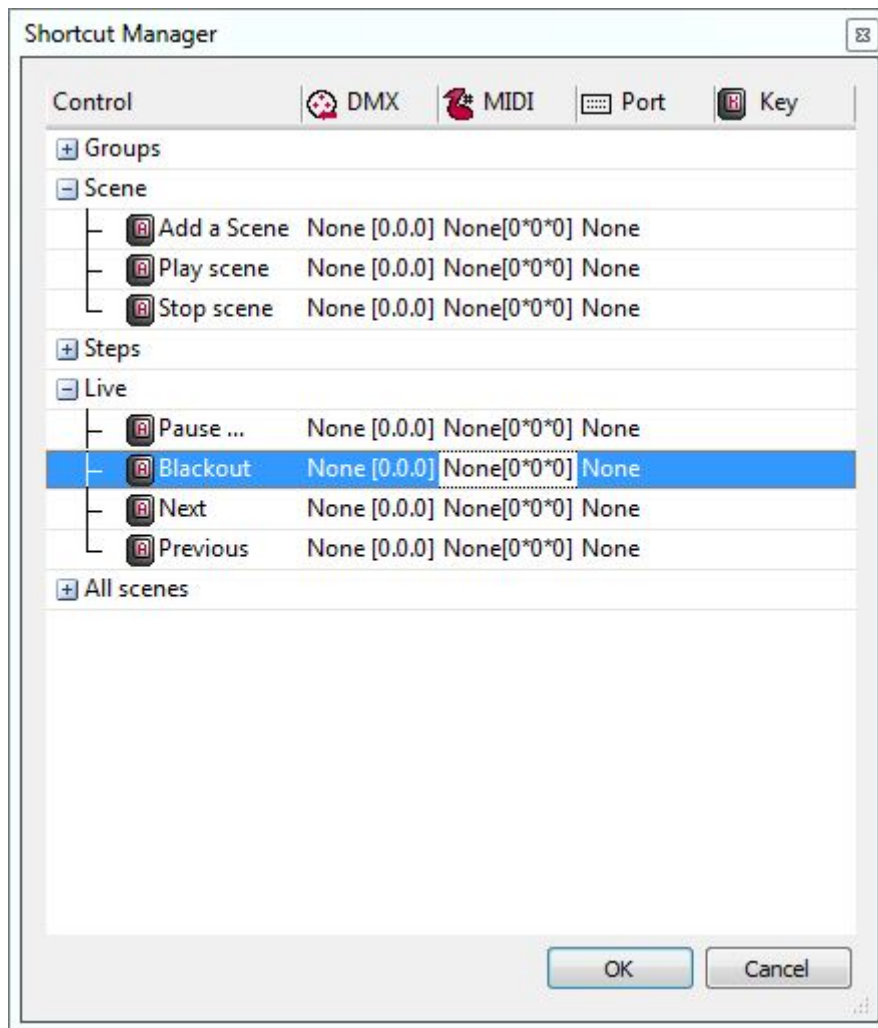 Shortcut Manager
Control DMX MIDI Port Key
Groups
Scene
Add a Scene None [0.0.0] None[0*0*0] None
Play scene None [0.0.0] None[0*0*0] None
Stop scene None [0.0.0] None[0*0*0] None
Steps
Live
Pause ... None [0.0.0] None[0*0*0] None
Blackout None [0.0.0] None[0*0*0] None
Next None [0.0.0] None[0*0*0] None
Previous None [0.0.0] None[0*0*0] None
All scenes
OK Cancel